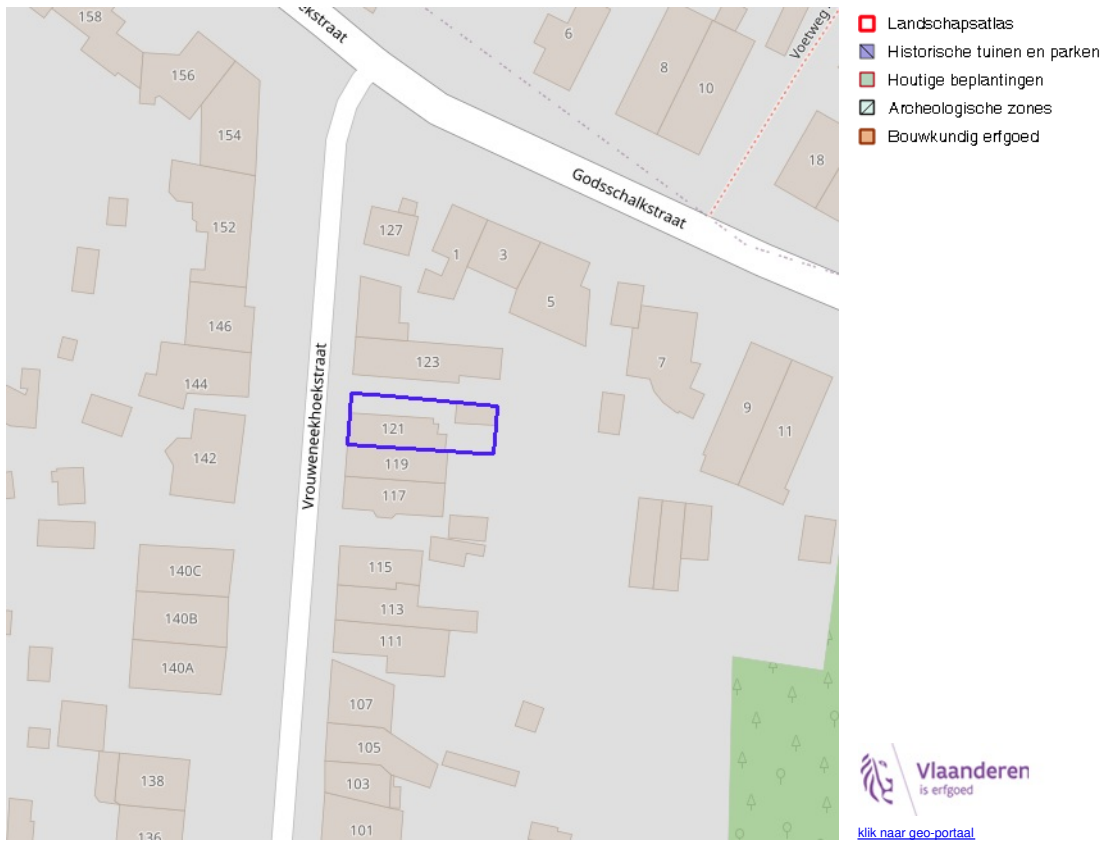 158
ekstraat
6
Voetweg
156
8
10
154
18
Godsschalkstraat
152
127
1
3
5
146
123
7
144
Vrouweneekhoekstraat
9
121
11
142
119
117
115
140C
113
140B
111
140A
107
105
138
103
101
136
Landschapsatlas
Historische tuinen en parken
Houtige beplantingen
Archeologische zones
Bouwkundig erfgoed
Vlaanderen
is erfgoed
klik naar geo-portaal